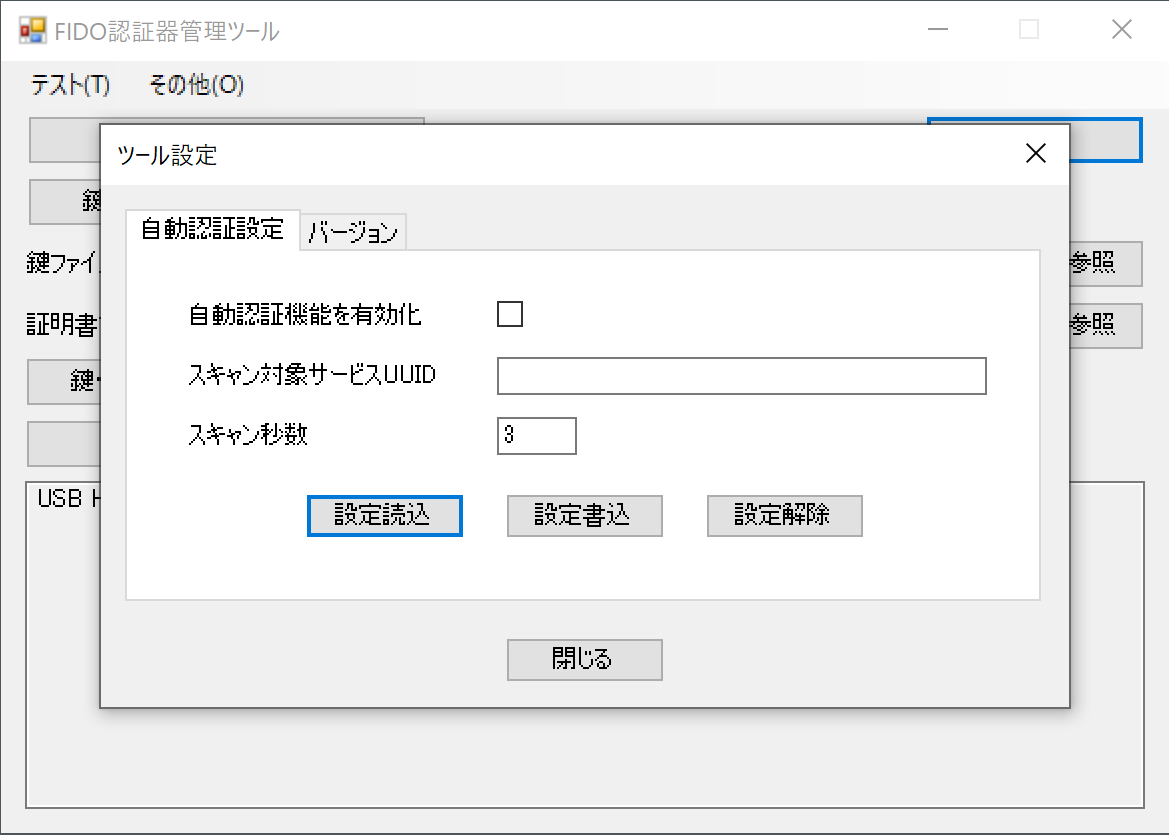 FIDO認証器管理ツール
テスト(T) その他(O)
ツール設定
鍵
自動認証設定 バージョン
鍵ファイ
参照
自動認証機能を有効化
証明書
参照
スキャン対象サービスUUID
鍵・
スキャン秒数 3
USB H
設定読込 設定書込 設定解除
閉じる